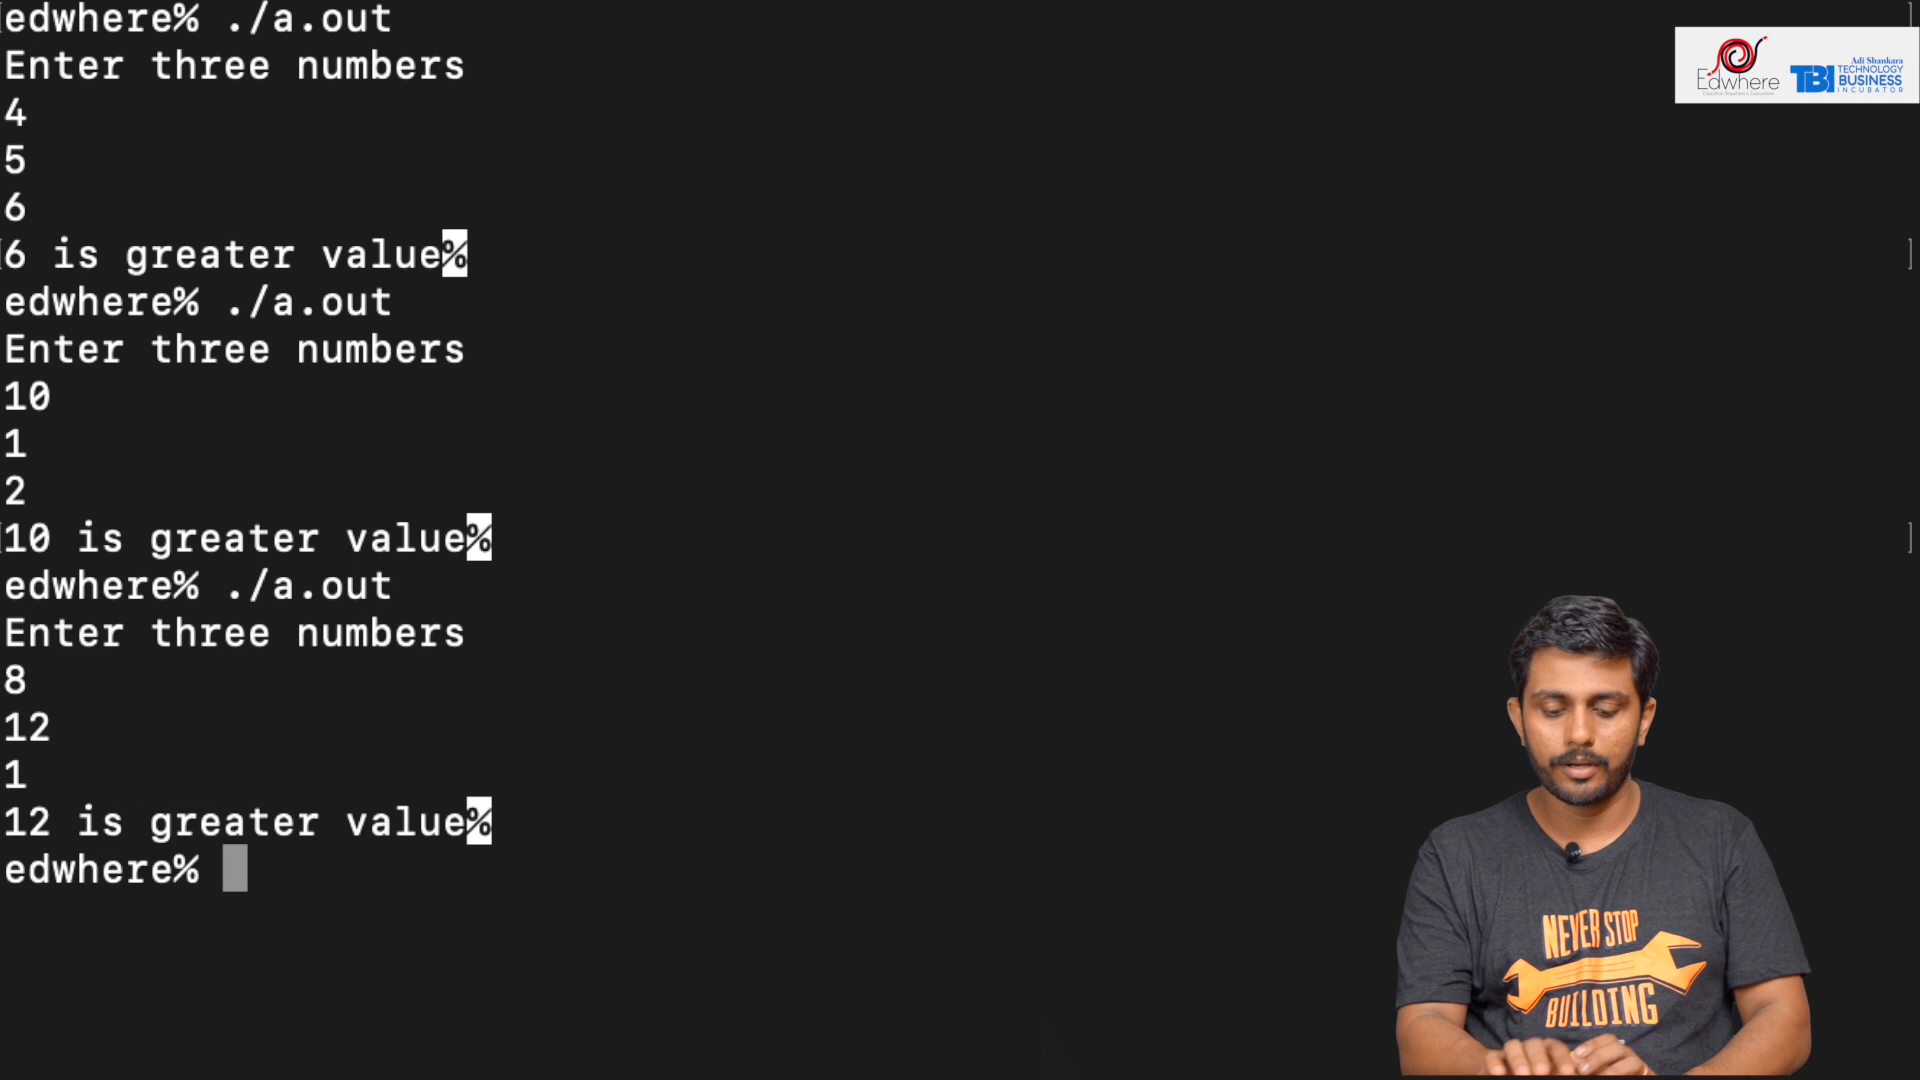 edwhere% ./a.out
Enter three numbers
4
5
6
6 is greater value%
edwhere% ./a.out
Enter three numbers
10
1
2
10 is greater value%
edwhere% ./a.out
Enter three numbers
8
12
1
12 is greater value%
edwhere%
Edwhere
Adi Shankara
TBI TECHNOLOGY
BUSINESS
INCUBATOR
NEVER STOP
BUILDING